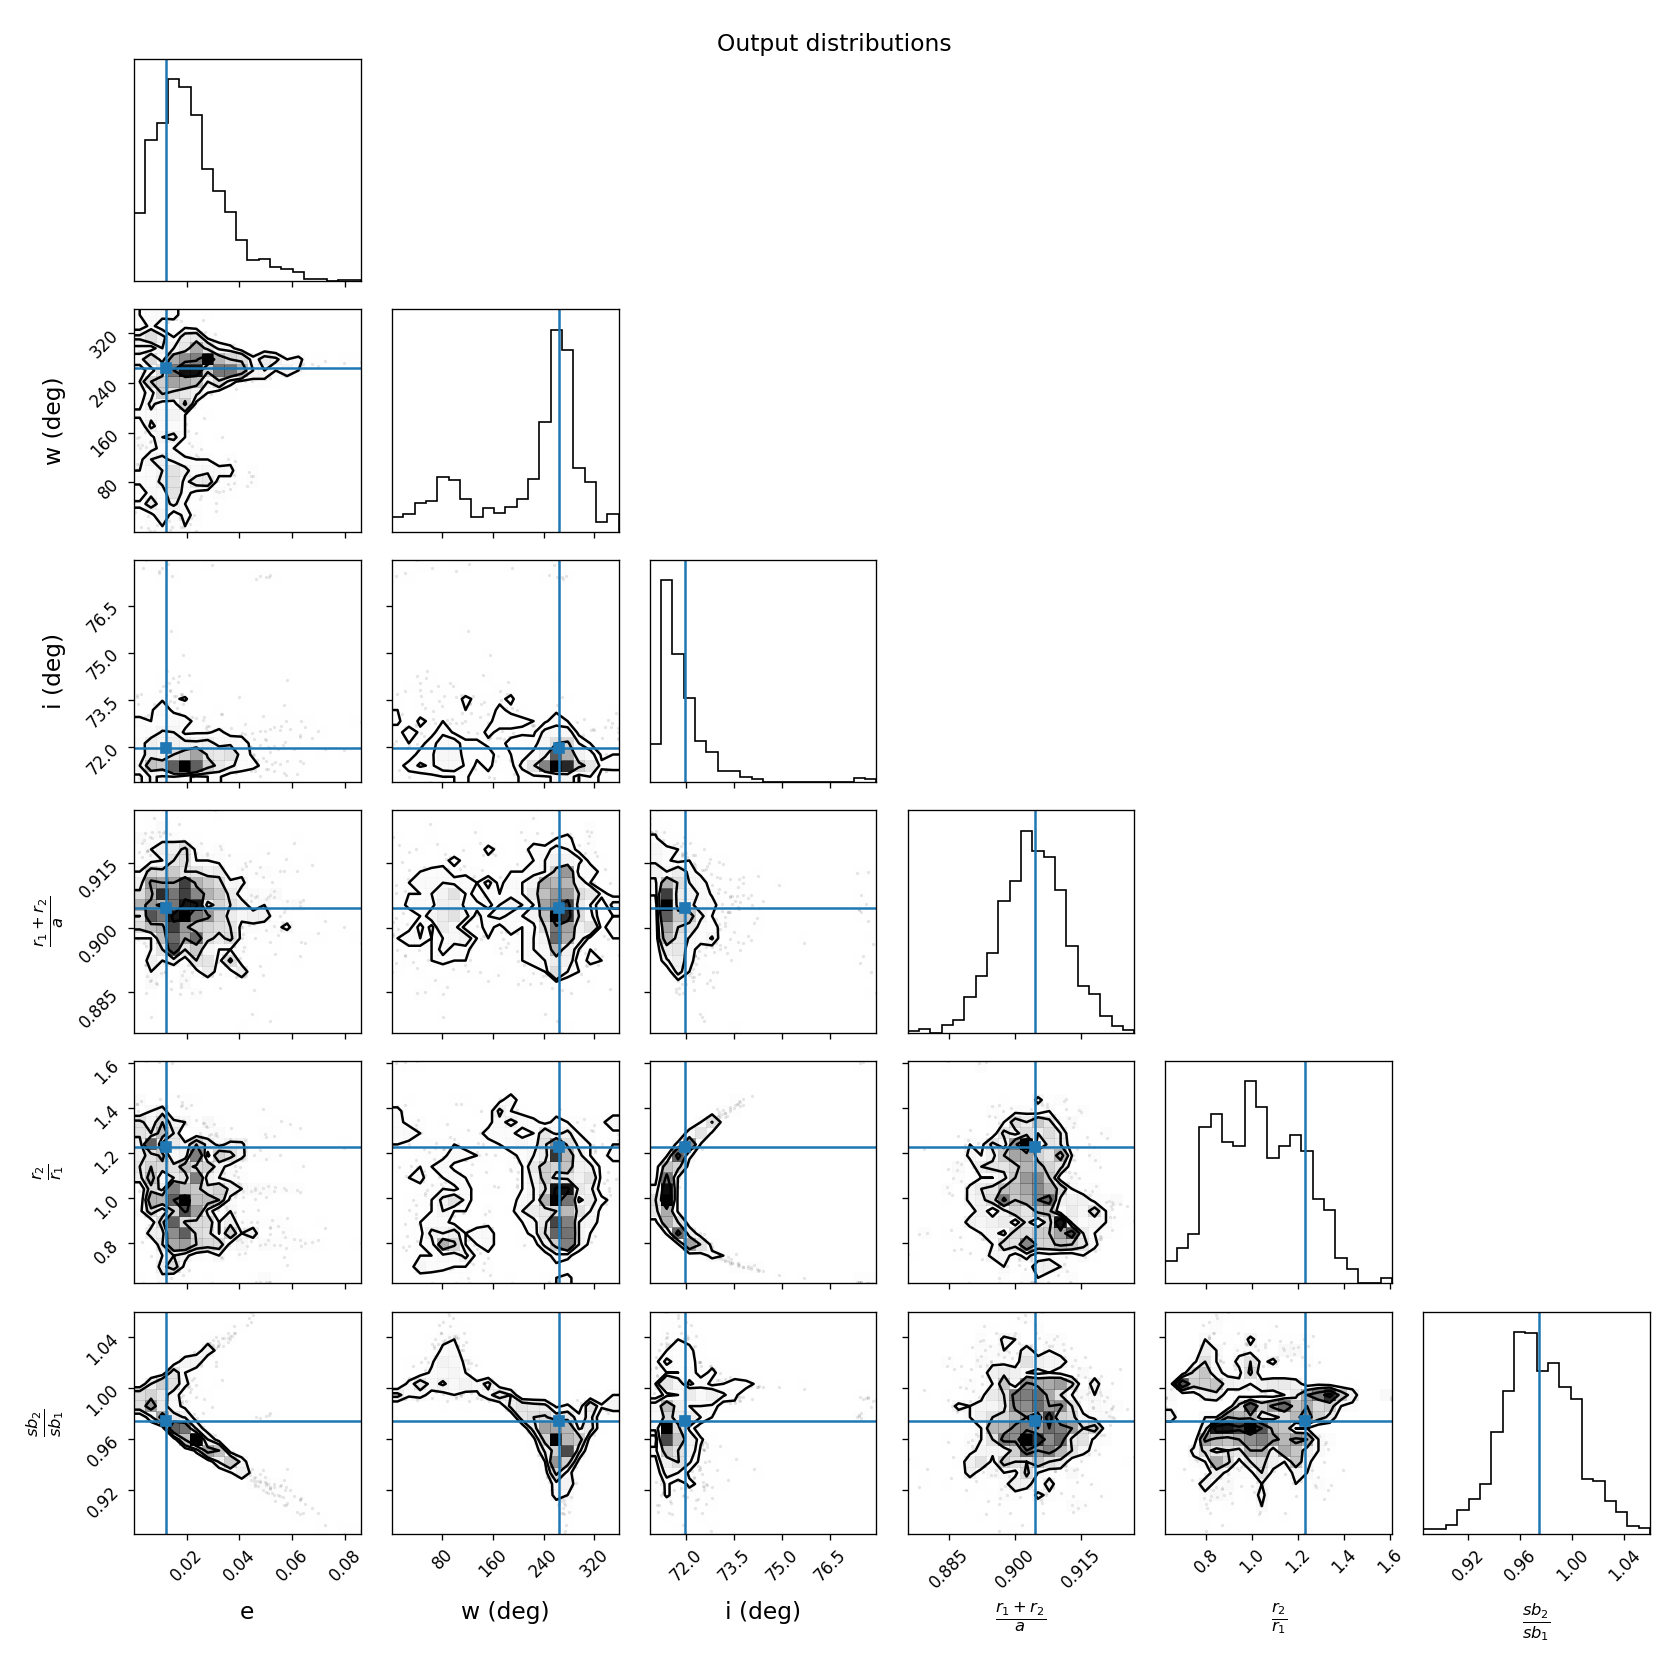 Output distributions
320
240
160
80
w (deg)
76.5
75.0
73.5
72.0
i (deg)
0.915
0.900
0.885
r₁ + r₂
a
1.6
1.4
1.2
1.0
0.8
r₂
r₁
1.04
1.00
0.96
0.92
sb₂
sb₁
0.02 0.04 0.06 0.08 80 160 240 320 72.0 73.5 75.0 76.5 0.885 0.900 0.915 0.8 1.0 1.2 1.4 1.6 0.92 0.96 1.00 1.04
e w (deg) i (deg)
r₁ + r₂
a
r₂
r₁
sb₂
sb₁